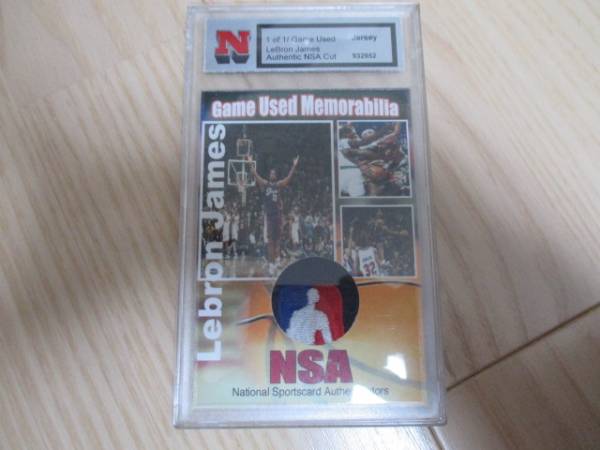 N
1 of 1/ Game Used Jersey
LeBron James
Authentic NSA Cut 932952
Game Used Memorabilia
Lebron James
32
NSA
National Sportscard Authenticators